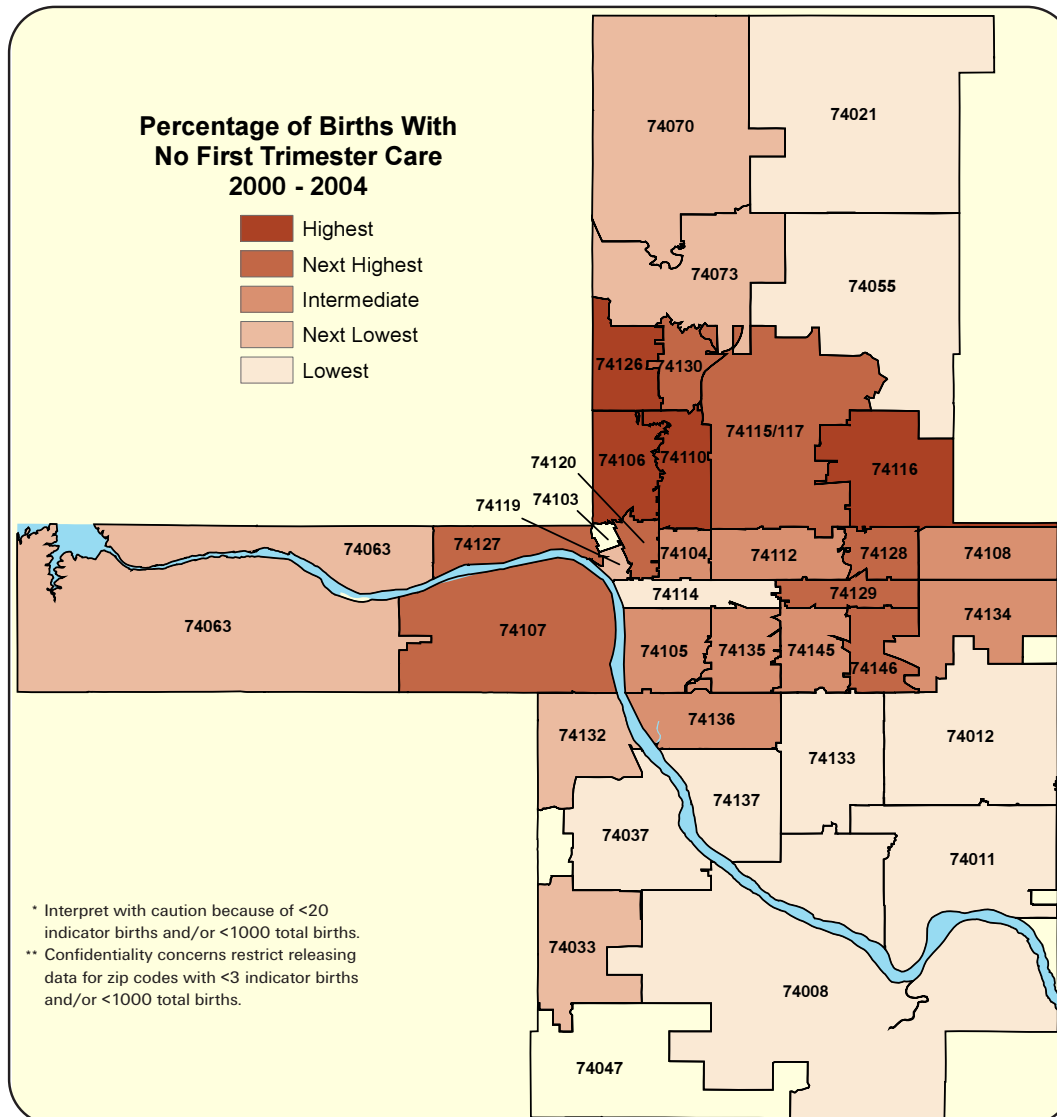 Percentage of Births With
No First Trimester Care
2000 - 2004
Highest
Next Highest
Intermediate
Next Lowest
Lowest
74070
74021
74073
74055
74126
74130
74115/117
74106
74110
74116
74120
74119
74103
74063
74127
74104
74112
74128
74108
74114
74129
74063
74107
74105
74135
74145
74146
74134
74132
74136
74133
74012
74137
74037
74011
74033
74008
74047
* Interpret with caution because of <20
indicator births and/or <1000 total births.
** Confidentiality concerns restrict releasing
data for zip codes with <3 indicator births
and/or <1000 total births.